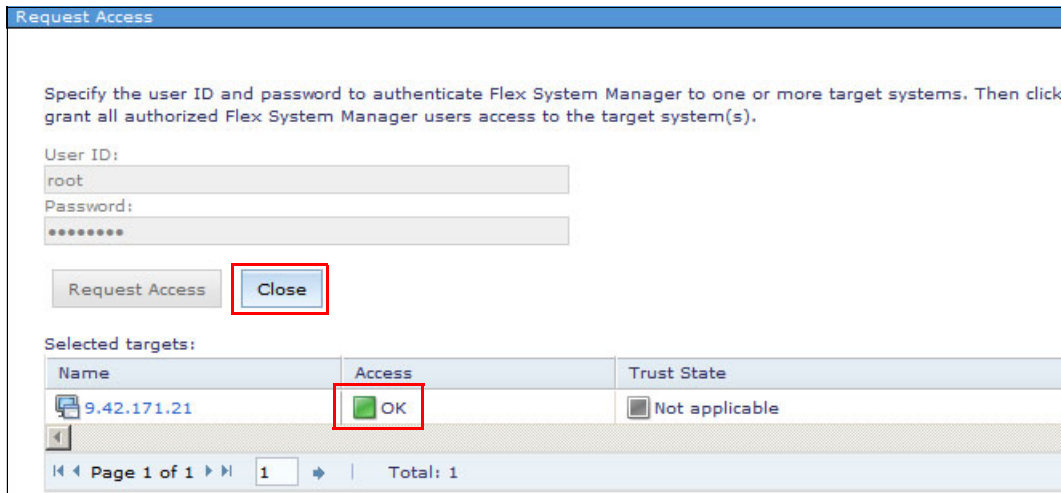 Request Access
Specify the user ID and password to authenticate Flex System Manager to one or more target systems. Then click
grant all authorized Flex System Manager users access to the target system(s).
User ID:
root
Password:
••••••••
Request Access Close
Selected targets:
Name Access Trust State
9.42.171.21 OK Not applicable
Page 1 of 1 1 Total: 1